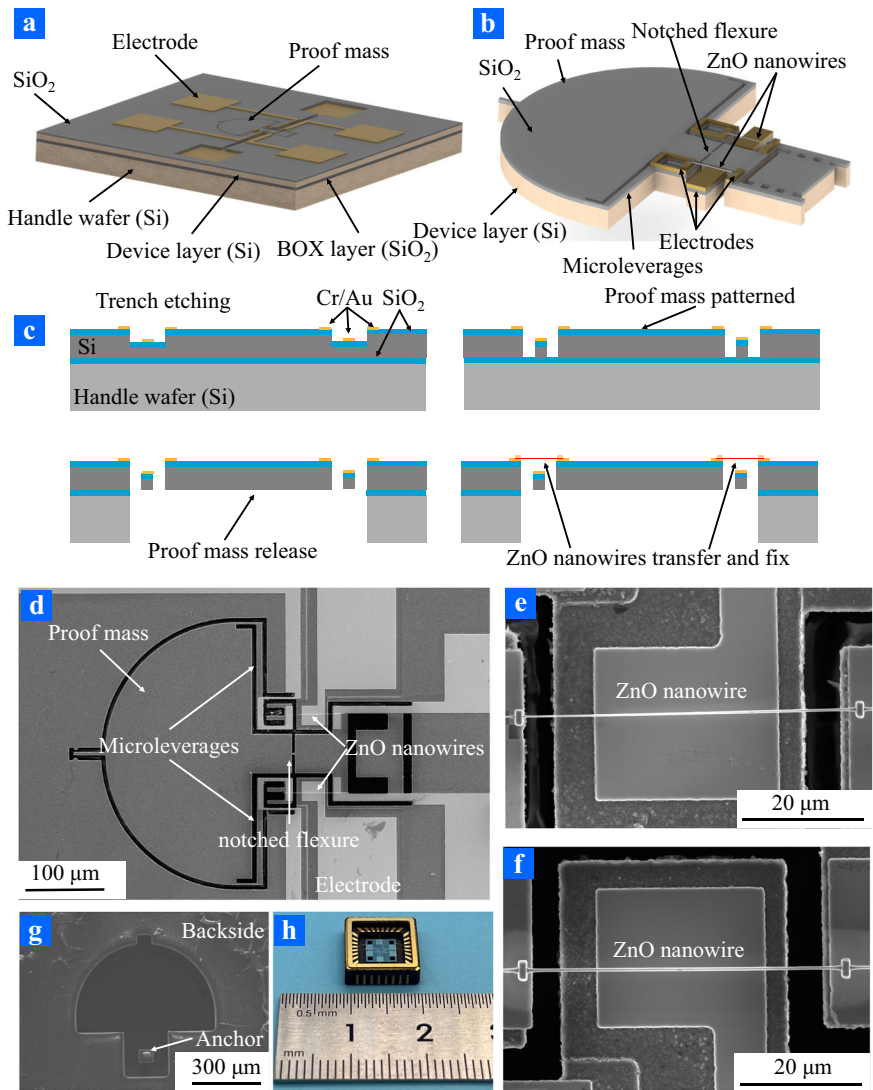 a
Electrode
Proof mass
SiO2
Handle wafer (Si)
Device layer (Si)
BOX layer (SiO2)
b
Notched flexure
Proof mass
ZnO nanowires
SiO2
Device layer (Si)
Electrodes
Microleverages
c
Trench etching
Cr/Au
SiO2
Si
Handle wafer (Si)
Proof mass patterned
Proof mass release
ZnO nanowires transfer and fix
d
Proof mass
Microleverages
ZnO nanowires
notched flexure
100 μm
Electrode
e
ZnO nanowire
20 μm
f
ZnO nanowire
20 μm
g
Backside
Anchor
300 μm
h
0.5 mm
1 2 3
mm